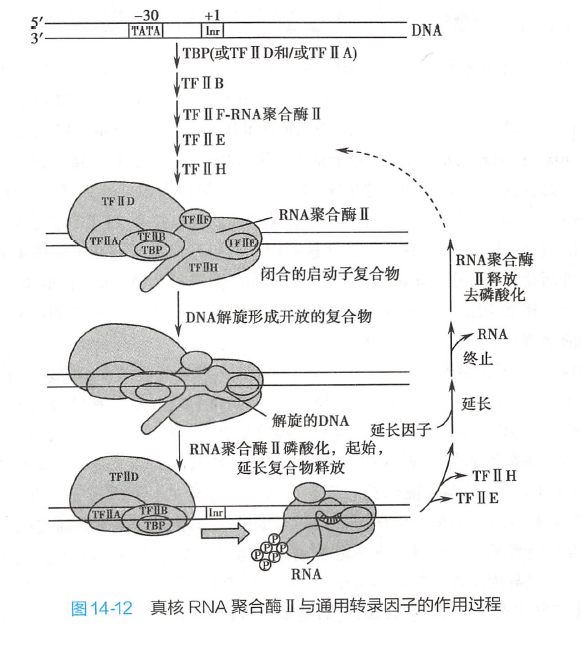 -30
+1
5′
TATA
Inr
DNA
3′
TBP(或TFⅡD和/或TFⅡA)
TFⅡB
TFⅡF-RNA聚合酶Ⅱ
TFⅡE
TFⅡH
TFⅡD
TFⅡF
RNA聚合酶Ⅱ
TFⅡA
TFⅡB
TFⅡE
TBP
TFⅡH
闭合的启动子复合物
RNA聚合酶
Ⅱ释放
去磷酸化
DNA解旋形成开放的复合物
RNA
终止
解旋的DNA
延长
延长因子
RNA聚合酶Ⅱ磷酸化，起始，
延长复合物释放
TFⅡD
TFⅡH
TFⅡE
TFⅡA
TFⅡB
Inr
TBP
P
P
P
P
P
P
RNA
图14-12 真核 RNA 聚合酶Ⅱ与通用转录因子的作用过程